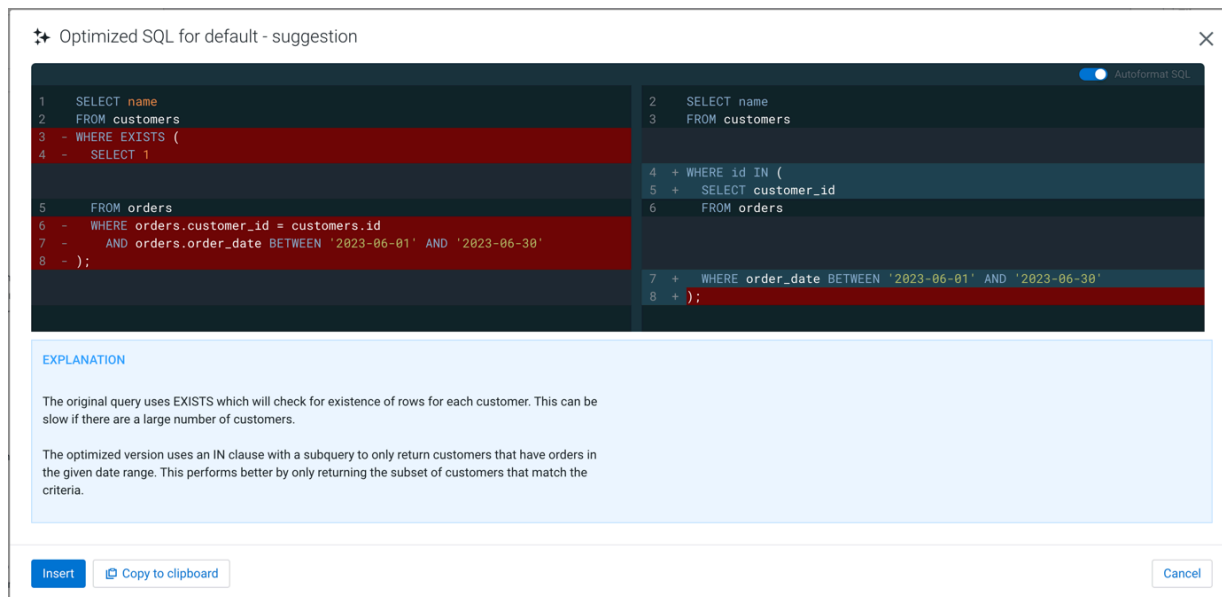 Optimized SQL for default - suggestion
Autoformat SQL
1 SELECT name
2 FROM customers
3 - WHERE EXISTS (
4 - SELECT 1
5 FROM orders
6 - WHERE orders.customer_id = customers.id
7 - AND orders.order_date BETWEEN '2023-06-01' AND '2023-06-30'
8 - );
2 SELECT name
3 FROM customers
4 + WHERE id IN (
5 + SELECT customer_id
6 FROM orders
7 + WHERE order_date BETWEEN '2023-06-01' AND '2023-06-30'
8 + );
EXPLANATION
The original query uses EXISTS which will check for existence of rows for each customer. This can be
slow if there are a large number of customers.
The optimized version uses an IN clause with a subquery to only return customers that have orders in
the given date range. This performs better by only returning the subset of customers that match the
criteria.
Insert
Copy to clipboard
Cancel